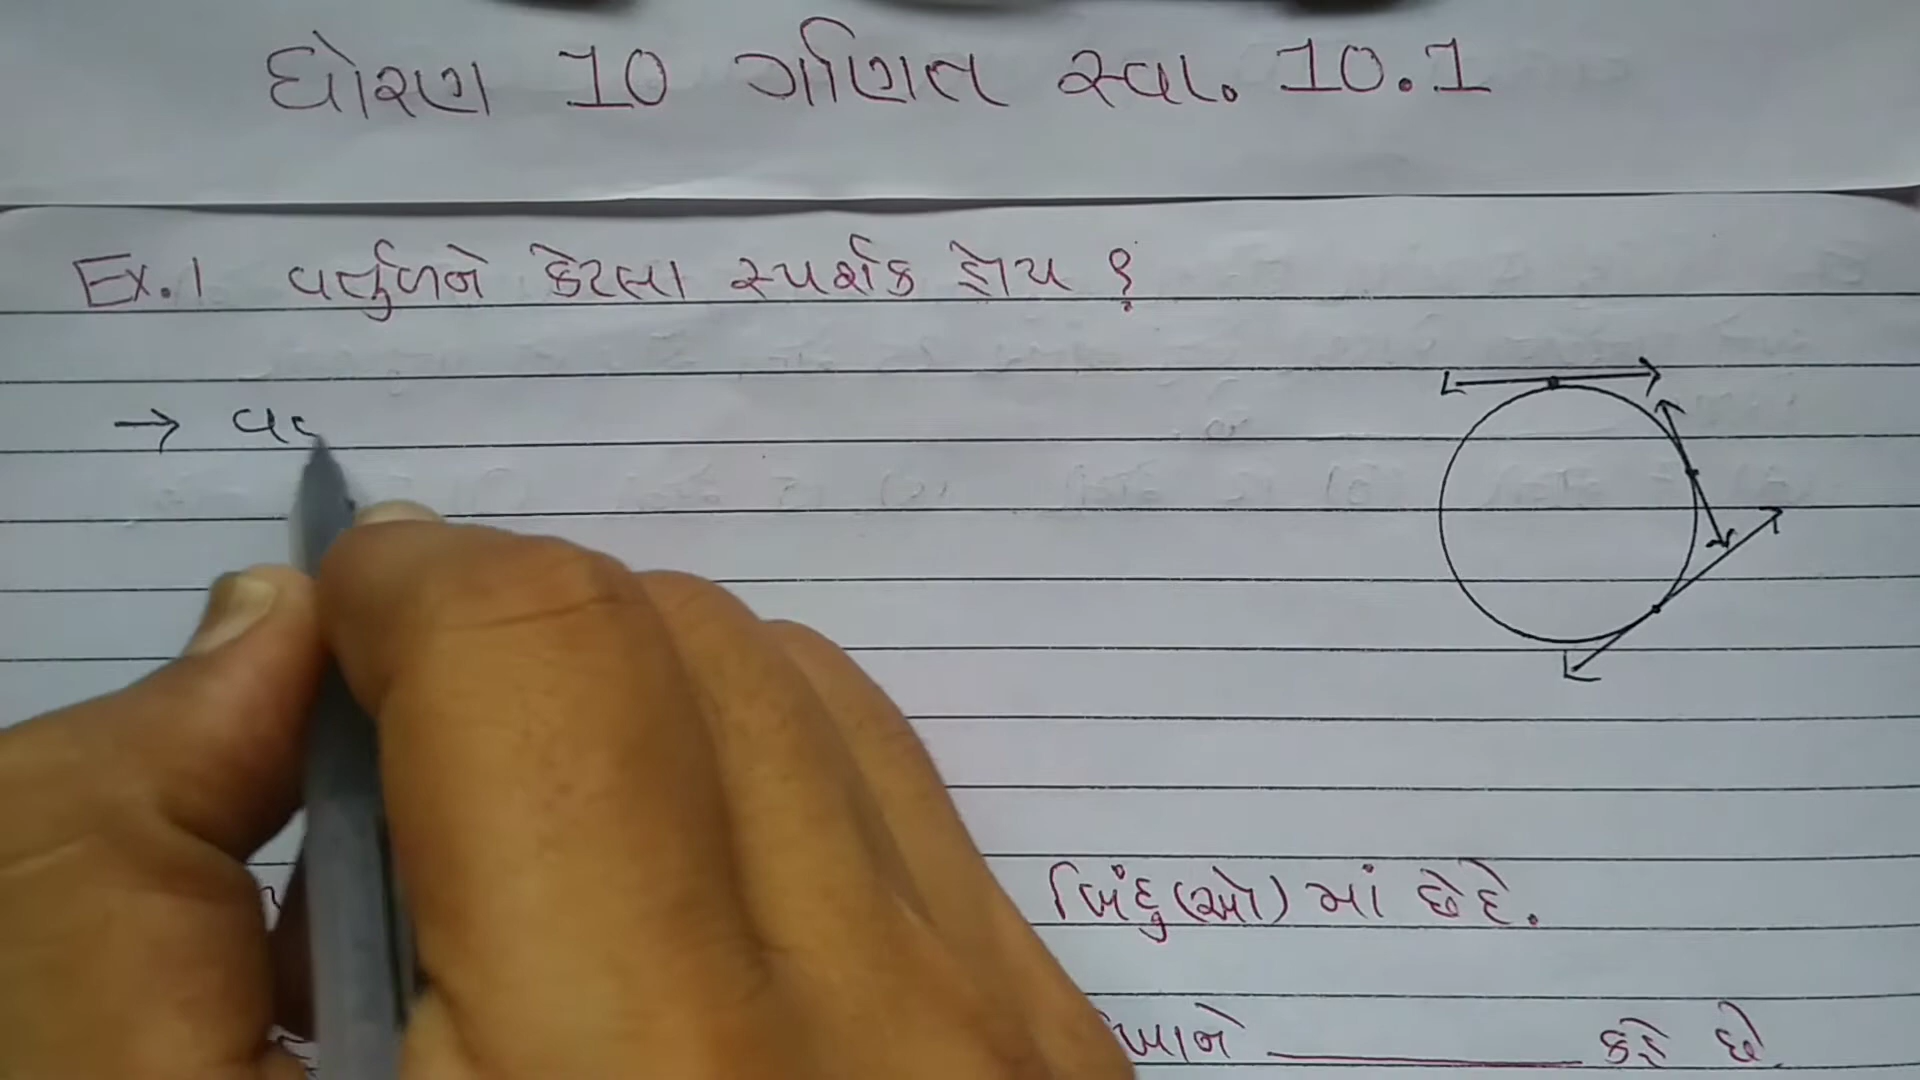 ધોરણ 10 ગણિત સ્વા. 10.1
Ex.1 વર્તુળને કેટલા સ્પર્શક હોય ?
→
બિંદુ(ઓ) માં છેદે.
કહે છે.